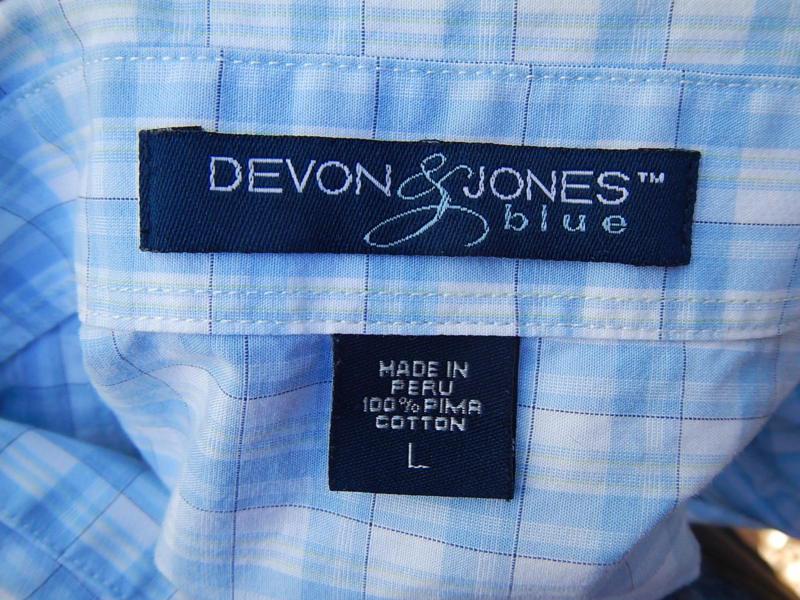 DEVON & JONES™
blue
MADE IN
PERU
100% PIMA
COTTON
L